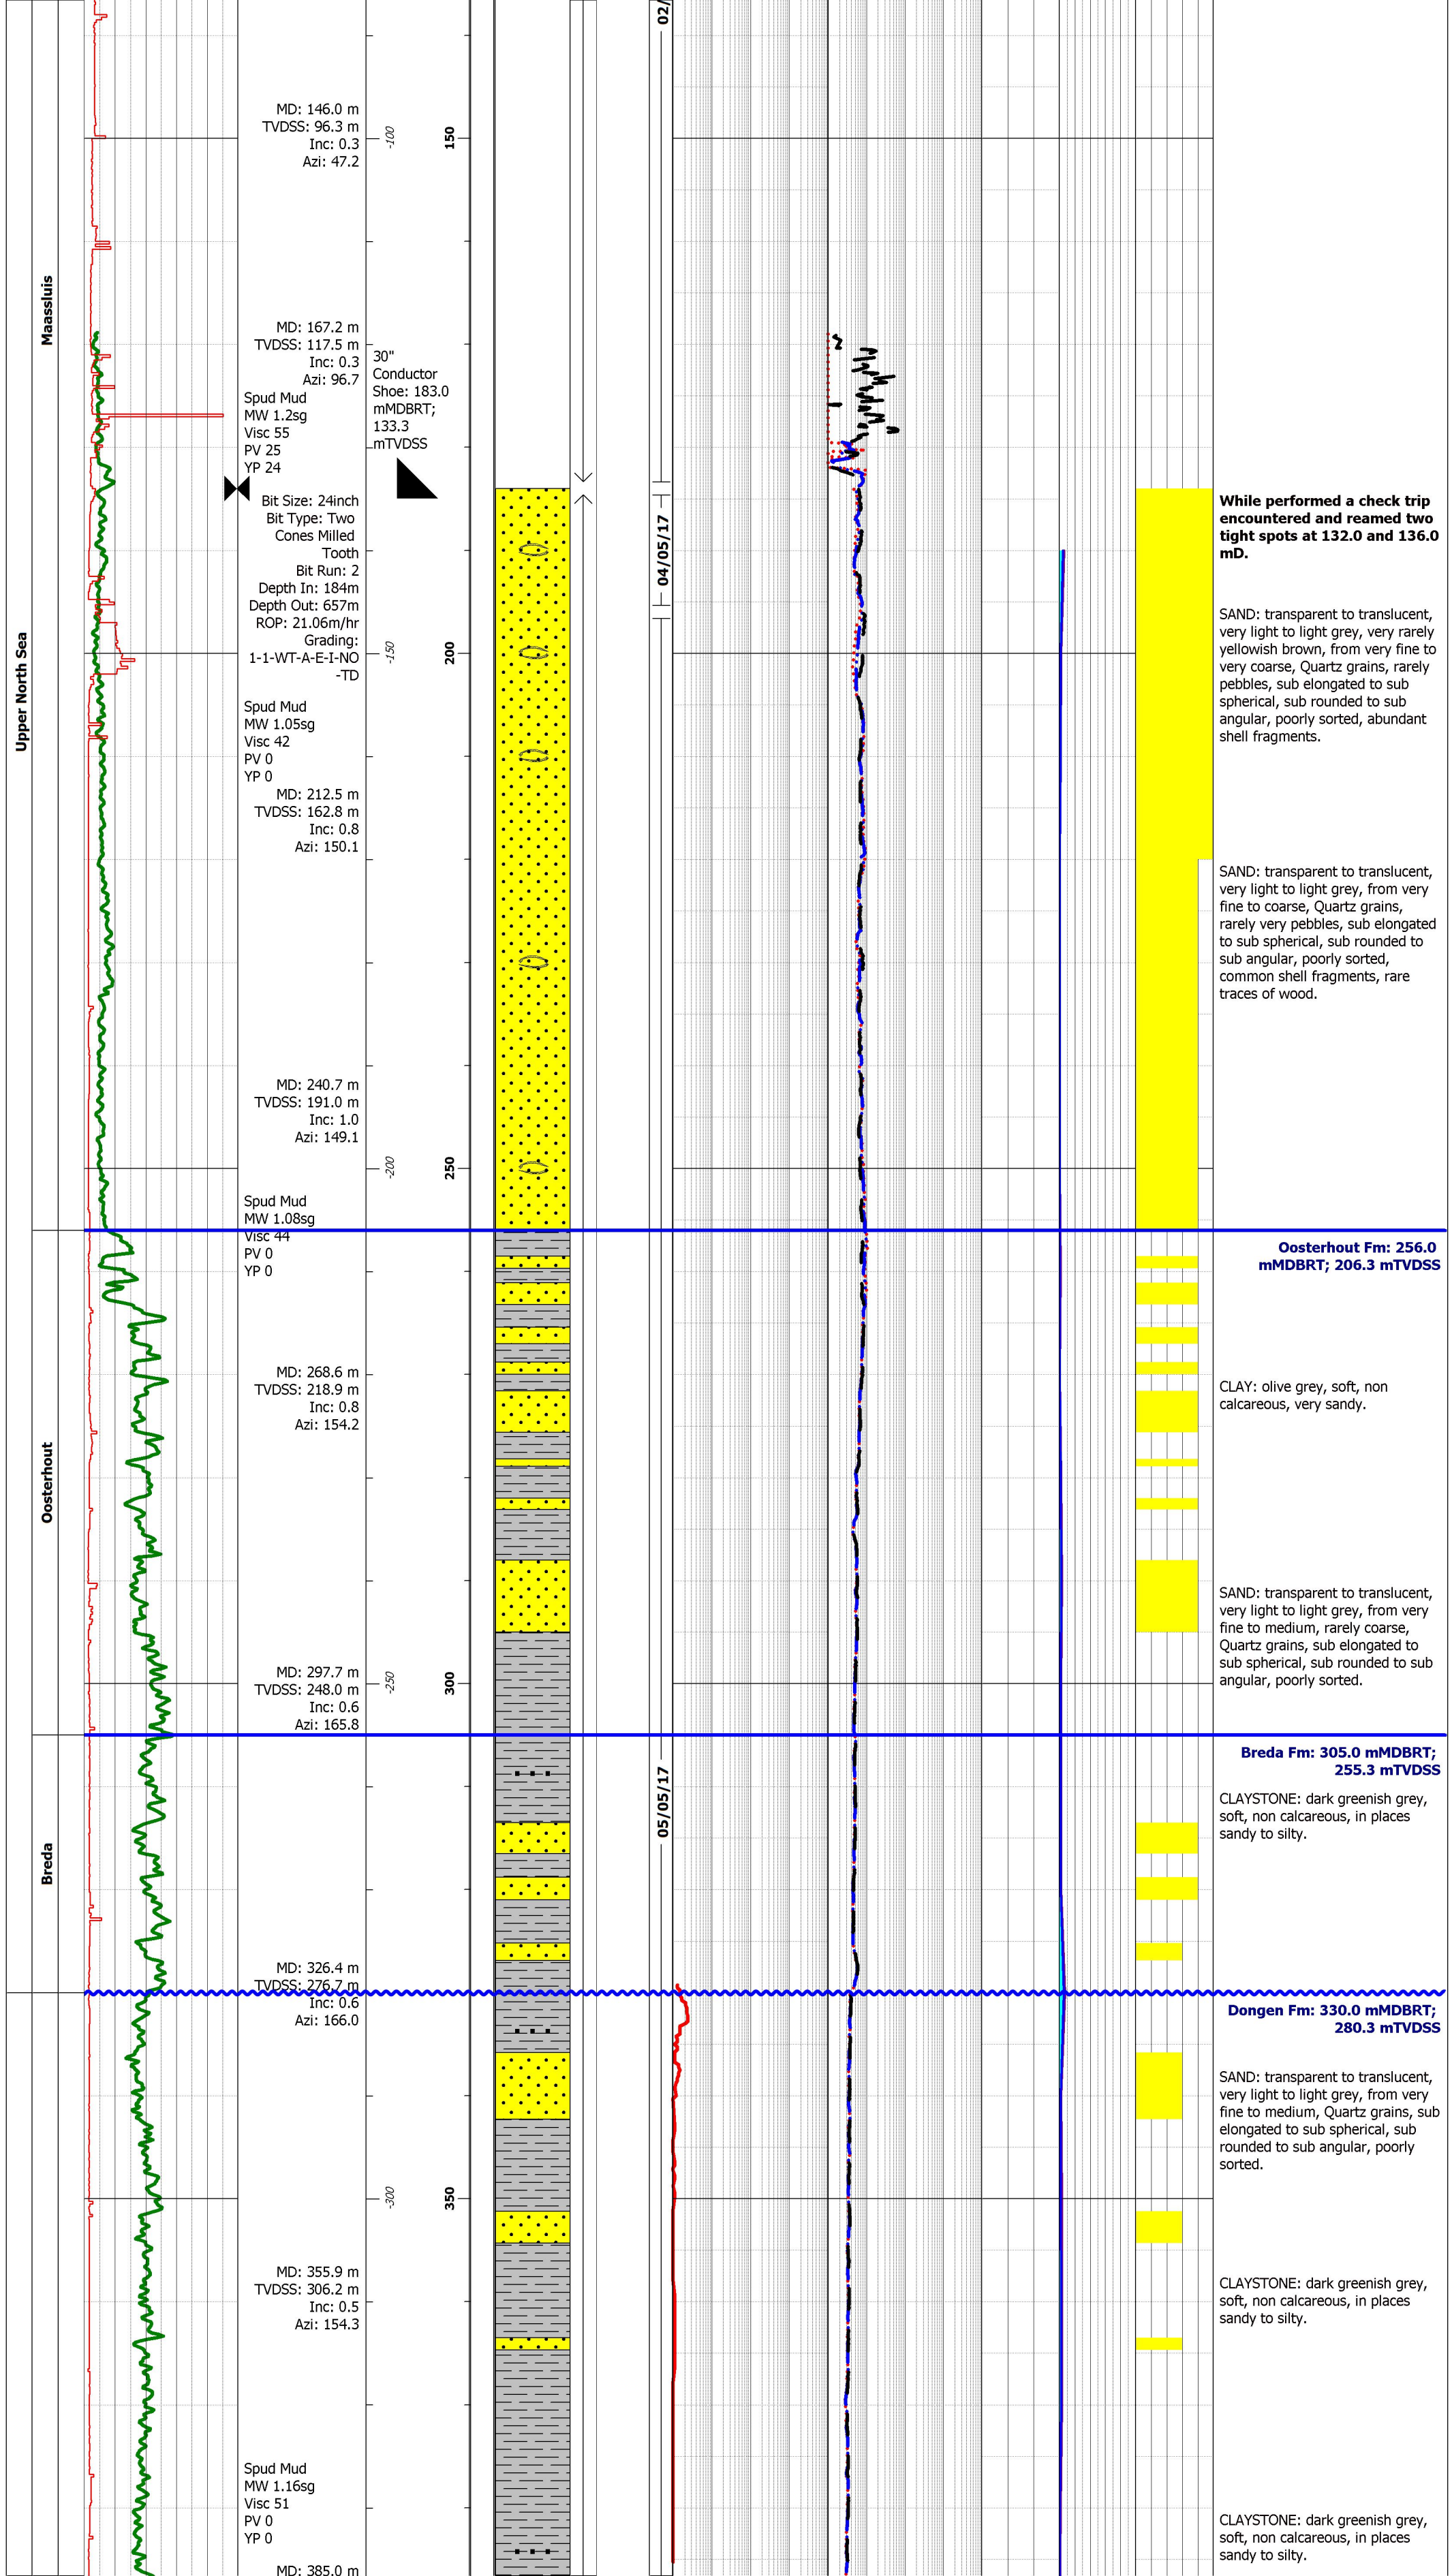 Upper North Sea
Maassluis
Oosterhout
Breda
MD: 146.0 m
TVDSS: 96.3 m
Inc: 0.3
Azi: 47.2
MD: 167.2 m
TVDSS: 117.5 m
Inc: 0.3
Azi: 96.7
Spud Mud
MW 1.2sg
Visc 55
PV 25
YP 24
30"
Conductor
Shoe: 183.0
mMDBRT;
133.3
mTVDSS
Bit Size: 24inch
Bit Type: Two
Cones Milled
Tooth
Bit Run: 2
Depth In: 184m
Depth Out: 657m
ROP: 21.06m/hr
Grading:
1-1-WT-A-E-I-NO
-TD
Spud Mud
MW 1.05sg
Visc 42
PV 0
YP 0
MD: 212.5 m
TVDSS: 162.8 m
Inc: 0.8
Azi: 150.1
MD: 240.7 m
TVDSS: 191.0 m
Inc: 1.0
Azi: 149.1
Spud Mud
MW 1.08sg
Visc 44
PV 0
YP 0
MD: 268.6 m
TVDSS: 218.9 m
Inc: 0.8
Azi: 154.2
MD: 297.7 m
TVDSS: 248.0 m
Inc: 0.6
Azi: 165.8
MD: 326.4 m
TVDSS: 276.7 m
Inc: 0.6
Azi: 166.0
MD: 355.9 m
TVDSS: 306.2 m
Inc: 0.5
Azi: 154.3
Spud Mud
MW 1.16sg
Visc 51
PV 0
YP 0
MD: 385.0 m
-100
-150
-200
-250
-300
150
200
250
300
350
02/
04/05/17
05/05/17
While performed a check trip
encountered and reamed two
tight spots at 132.0 and 136.0
mD.
SAND: transparent to translucent,
very light to light grey, very rarely
yellowish brown, from very fine to
very coarse, Quartz grains, rarely
pebbles, sub elongated to sub
spherical, sub rounded to sub
angular, poorly sorted, abundant
shell fragments.
SAND: transparent to translucent,
very light to light grey, from very
fine to coarse, Quartz grains,
rarely very pebbles, sub elongated
to sub spherical, sub rounded to
sub angular, poorly sorted,
common shell fragments, rare
traces of wood.
Oosterhout Fm: 256.0
mMDBRT; 206.3 mTVDSS
CLAY: olive grey, soft, non
calcareous, very sandy.
SAND: transparent to translucent,
very light to light grey, from very
fine to medium, rarely coarse,
Quartz grains, sub elongated to
sub spherical, sub rounded to sub
angular, poorly sorted.
Breda Fm: 305.0 mMDBRT;
255.3 mTVDSS
CLAYSTONE: dark greenish grey,
soft, non calcareous, in places
sandy to silty.
Dongen Fm: 330.0 mMDBRT;
280.3 mTVDSS
SAND: transparent to translucent,
very light to light grey, from very
fine to medium, Quartz grains, sub
elongated to sub spherical, sub
rounded to sub angular, poorly
sorted.
CLAYSTONE: dark greenish grey,
soft, non calcareous, in places
sandy to silty.
CLAYSTONE: dark greenish grey,
soft, non calcareous, in places
sandy to silty.